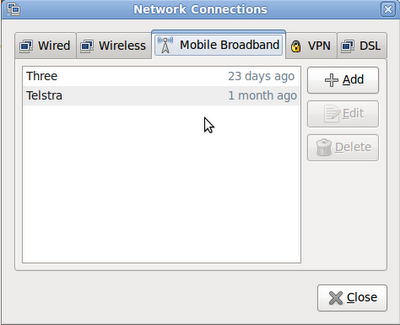 Network Connections
Wired Wireless Mobile Broadband VPN DSL
Three 23 days ago
Telstra 1 month ago
Add
Edit
Delete
Close